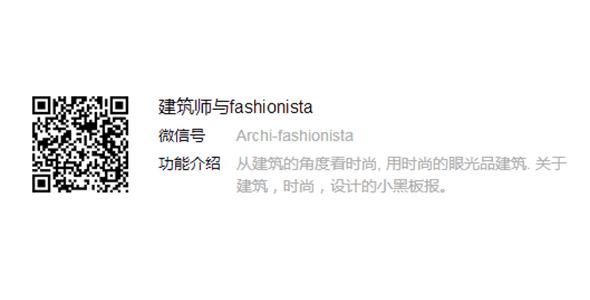 建筑师与fashionista
微信号 Archi-fashionista
功能介绍 从建筑的角度看时尚, 用时尚的眼光品建筑. 关于
建筑，时尚，设计的小黑板报。